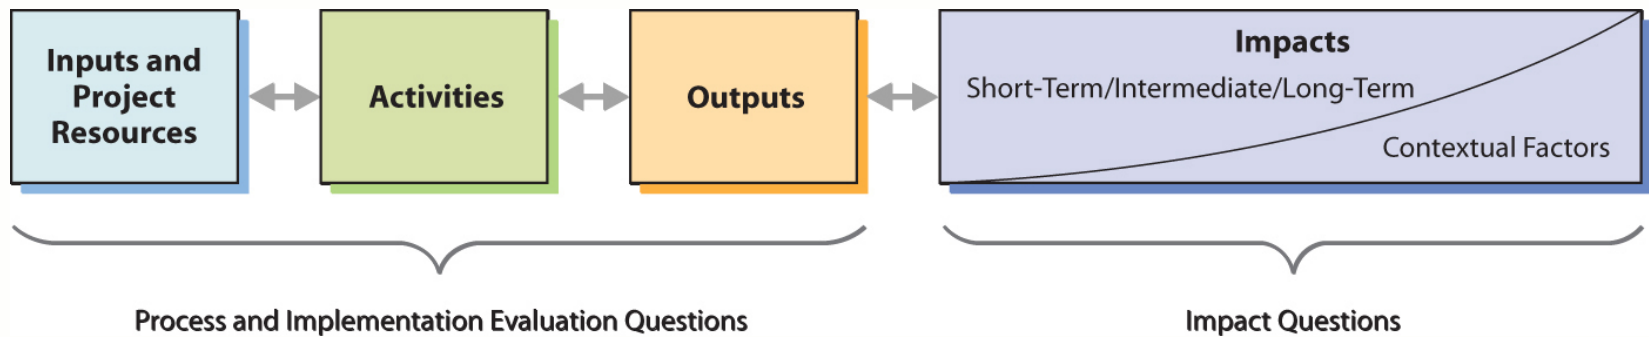 Inputs and
Project
Resources
Activities
Outputs
Impacts
Short-Term/Intermediate/Long-Term
Contextual Factors
Process and Implementation Evaluation Questions
Impact Questions